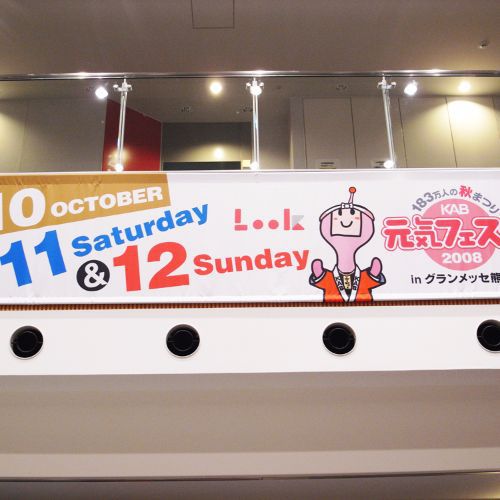 10 OCTOBER
11 Saturday
& 12 Sunday
Look
183万人の秋まつり
KAB
元気フェス
2008
in グランメッセ熊